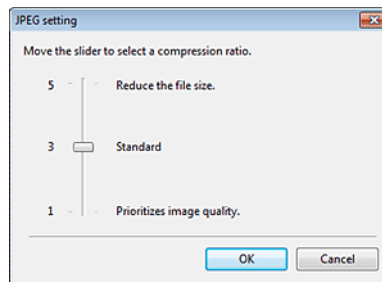 JPEG setting
Move the slider to select a compression ratio.
5 Reduce the file size.
3 Standard
1 Prioritizes image quality.
OK Cancel